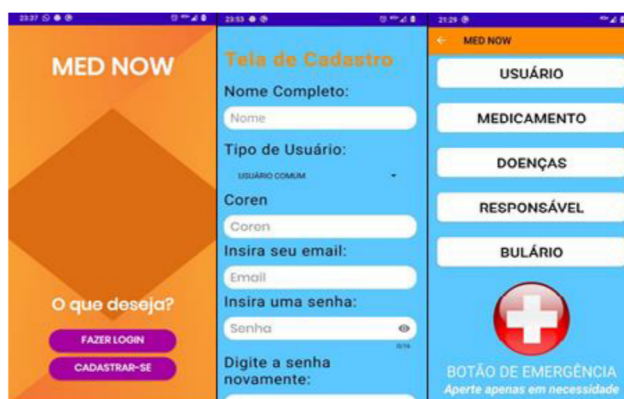 23:37
MED NOW
O que deseja?
FAZER LOGIN
CADASTRAR-SE
23:53
Tela de Cadastro
Nome Completo:
Nome
Tipo de Usuário:
USUÁRIO COMUM
Coren
Coren
Insira seu email:
Email
Insira uma senha:
Senha
0/16
Digite a senha
novamente:
21:29
MED NOW
USUÁRIO
MEDICAMENTO
DOENÇAS
RESPONSÁVEL
BULÁRIO
BOTÃO DE EMERGÊNCIA
Aperte apenas em necessidade